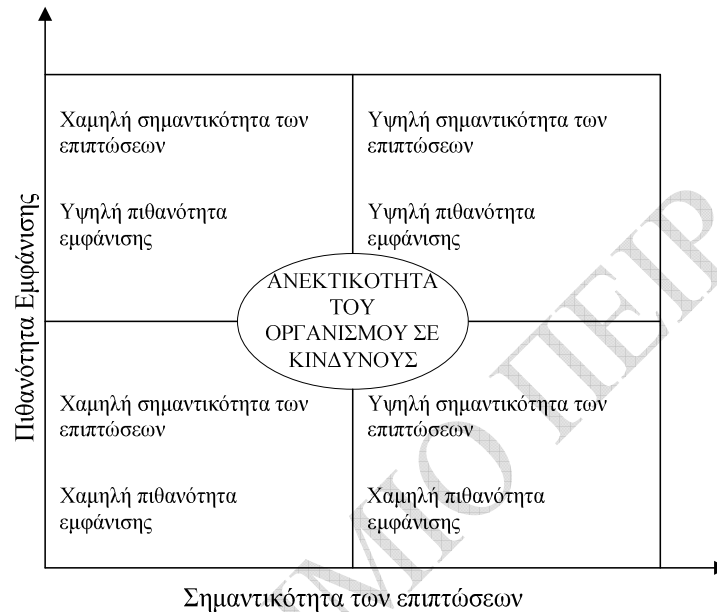 Πιθανότητα Εμφάνισης
Χαμηλή σημαντικότητα των
επιπτώσεων
Υψηλή πιθανότητα
εμφάνισης
Υψηλή σημαντικότητα των
επιπτώσεων
Υψηλή πιθανότητα
εμφάνισης
ΑΝΕΚΤΙΚΟΤΗΤΑ
ΤΟΥ
ΟΡΓΑΝΙΣΜΟΥ ΣΕ
ΚΙΝΔΥΝΟΥΣ
Χαμηλή σημαντικότητα των
επιπτώσεων
Χαμηλή πιθανότητα
εμφάνισης
Υψηλή σημαντικότητα των
επιπτώσεων
Χαμηλή πιθανότητα
εμφάνισης
Σημαντικότητα των επιπτώσεων
ΜΙΟ ΠΕΙΡ